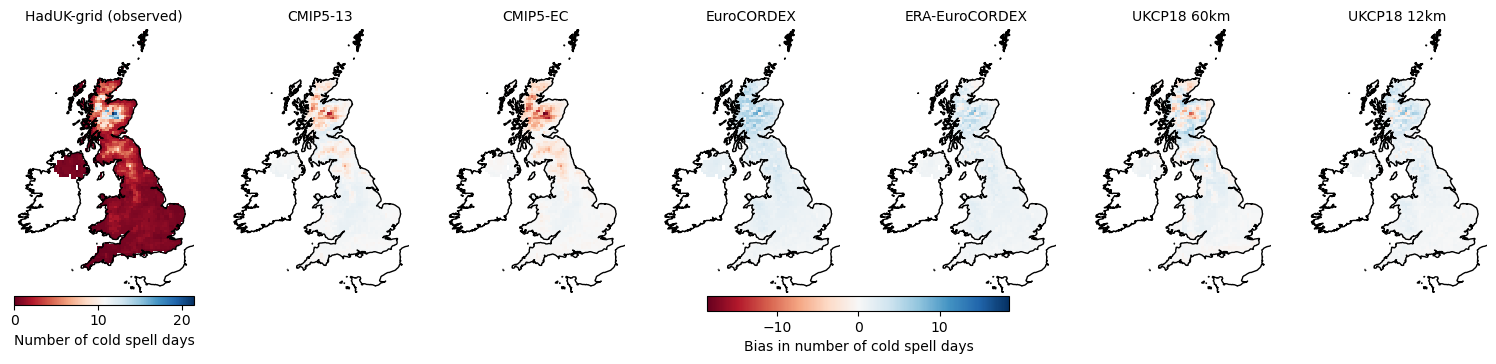 HadUK-grid (observed)
CMIP5-13
CMIP5-EC
EuroCORDEX
ERA-EuroCORDEX
UKCP18 60km
UKCP18 12km
0 10 20
Number of cold spell days
−10 0 10
Bias in number of cold spell days